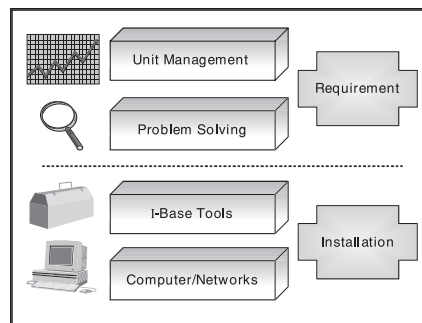 Unit Management
Requirement
Problem Solving
I-Base Tools
Installation
Computer/Networks